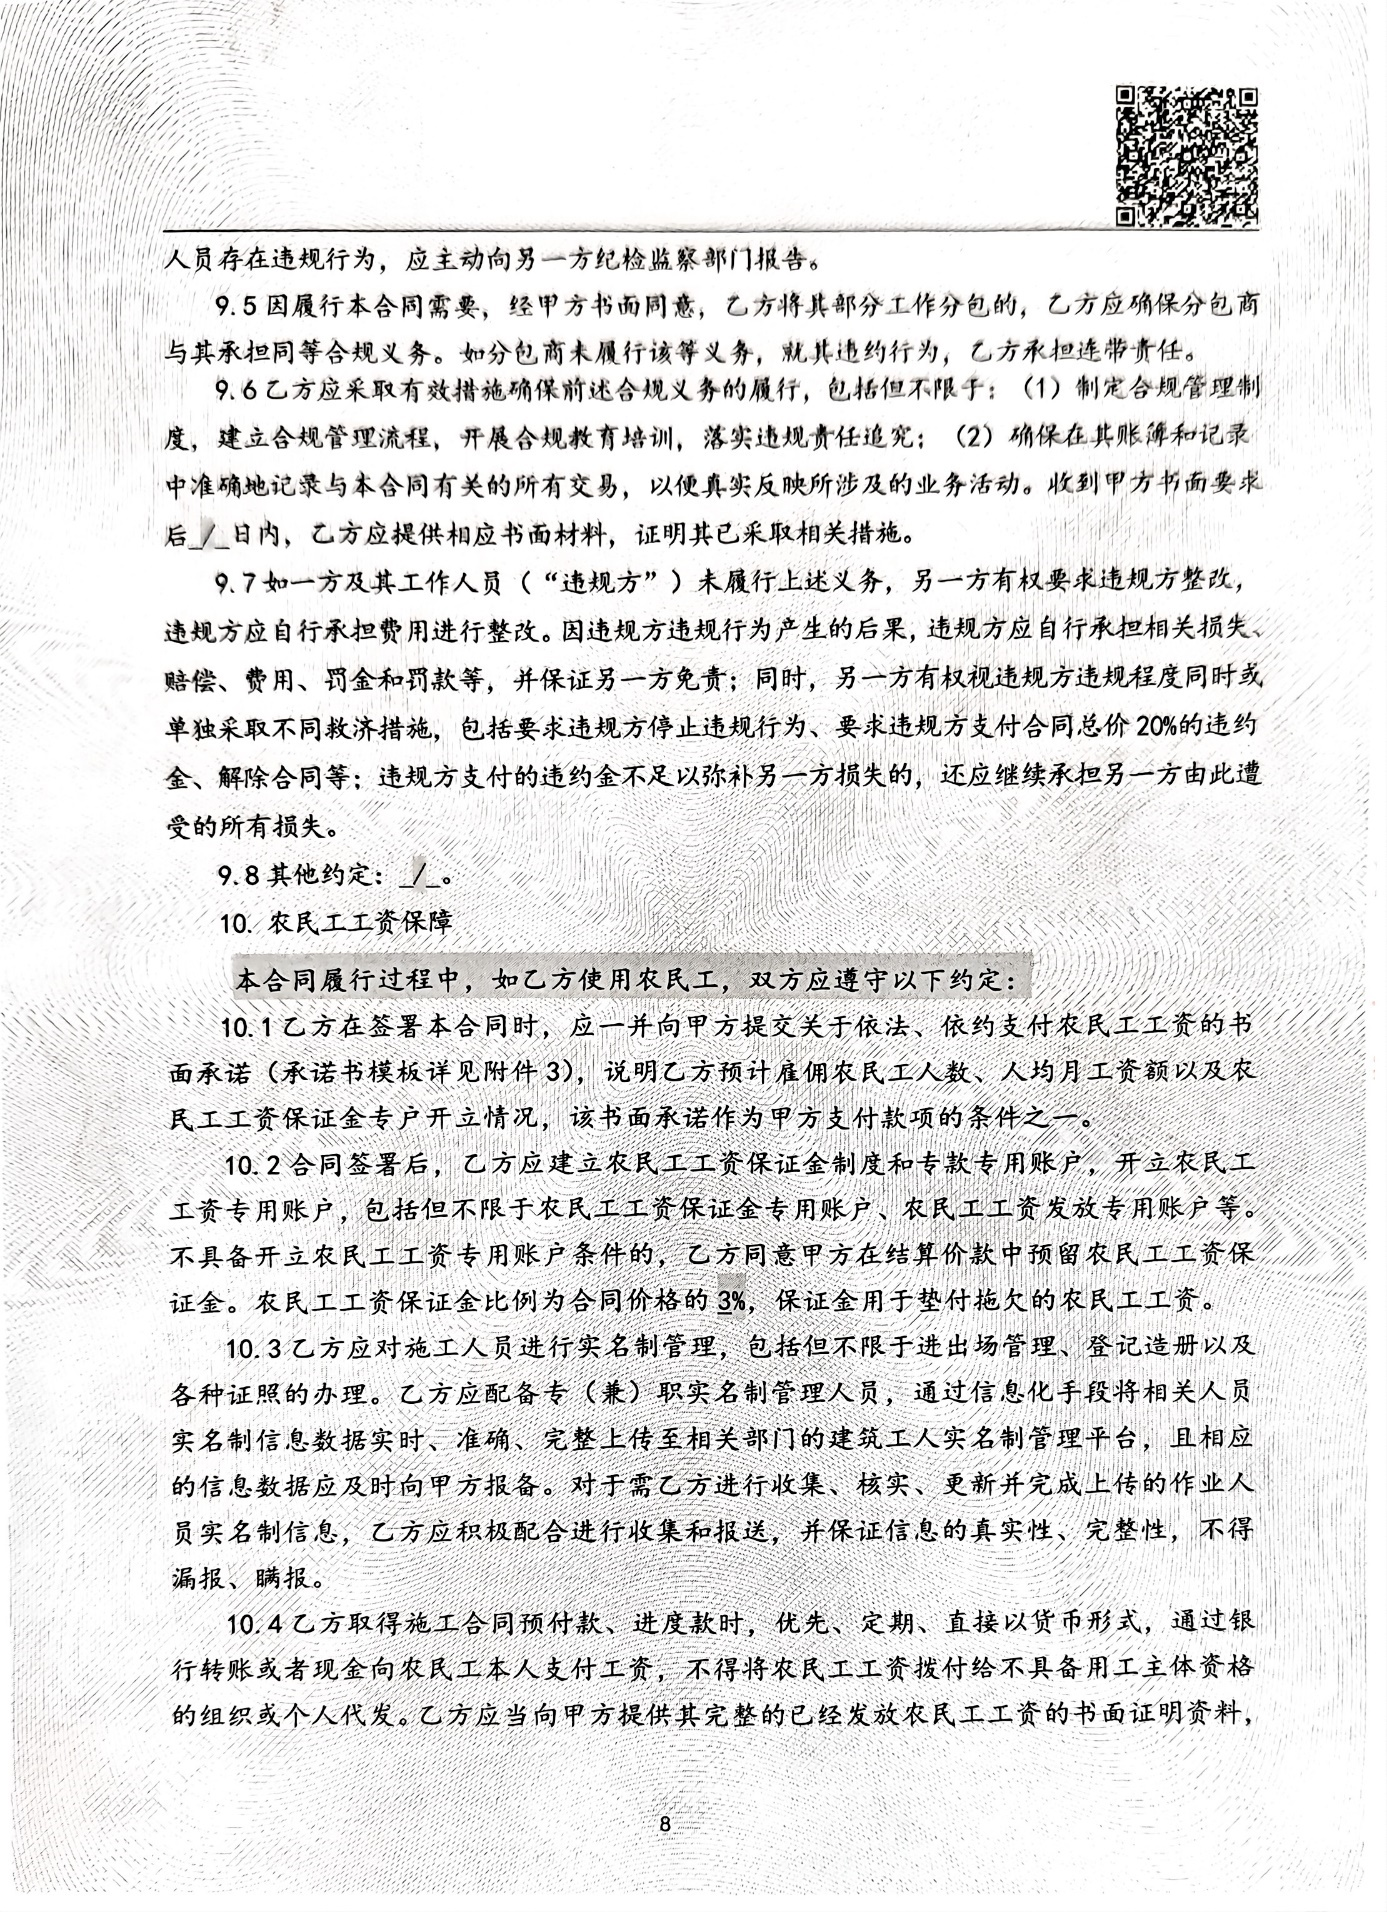 人员存在违规行为，应主动向另一方纪检监察部门报告。
9.5因履行本合同需要，经甲方书面同意，乙方将其部分工作分包的，乙方应确保分包商
与其承担同等合规义务。如分包商未履行该等义务，就其违约行为，乙方承担连带责任。
9.6乙方应采取有效措施确保前述合规义务的履行，包括但不限于：（1）制定合规管理制
度，建立合规管理流程，开展合规教育培训，落实违规责任追究；（2）确保在其账簿和记录
中准确地记录与本合同有关的所有交易，以便真实反映所涉及的业务活动。收到甲方书面要求
后_/_日内，乙方应提供相应书面材料，证明其已采取相关措施。
9.7如一方及其工作人员（“违规方”）未履行上述义务，另一方有权要求违规方整改，
违规方应自行承担费用进行整改。因违规方违规行为产生的后果，违规方应自行承担相关损失、
赔偿、费用、罚金和罚款等，并保证另一方免责；同时，另一方有权视违规方违规程度同时或
单独采取不同救济措施，包括要求违规方停止违规行为、要求违规方支付合同总价20%的违约
金、解除合同等；违规方支付的违约金不足以弥补另一方损失的，还应继续承担另一方由此遭
受的所有损失。
9.8其他约定：_/_。
10. 农民工工资保障
本合同履行过程中，如乙方使用农民工，双方应遵守以下约定：
10.1乙方在签署本合同时，应一并向甲方提交关于依法、依约支付农民工工资的书
面承诺（承诺书模板详见附件3），说明乙方预计雇佣农民工人数、人均月工资额以及农
民工工资保证金专户开立情况，该书面承诺作为甲方支付款项的条件之一。
10.2合同签署后，乙方应建立农民工工资保证金制度和专款专用账户，开立农民工
工资专用账户，包括但不限于农民工工资保证金专用账户、农民工工资发放专用账户等。
不具备开立农民工工资专用账户条件的，乙方同意甲方在结算价款中预留农民工工资保
证金。农民工工资保证金比例为合同价格的3%，保证金用于垫付拖欠的农民工工资。
10.3乙方应对施工人员进行实名制管理，包括但不限于进出场管理、登记造册以及
各种证照的办理。乙方应配备专（兼）职实名制管理人员，通过信息化手段将相关人员
实名制信息数据实时、准确、完整上传至相关部门的建筑工人实名制管理平台，且相应
的信息数据应及时向甲方报备。对于需乙方进行收集、核实、更新并完成上传的作业人
员实名制信息，乙方应积极配合进行收集和报送，并保证信息的真实性、完整性，不得
漏报、瞒报。
10.4乙方取得施工合同预付款、进度款时，优先、定期、直接以货币形式，通过银
行转账或者现金向农民工本人支付工资，不得将农民工工资拨付给不具备用工主体资格
的组织或个人代发。乙方应当向甲方提供其完整的已经发放农民工工资的书面证明资料，
8